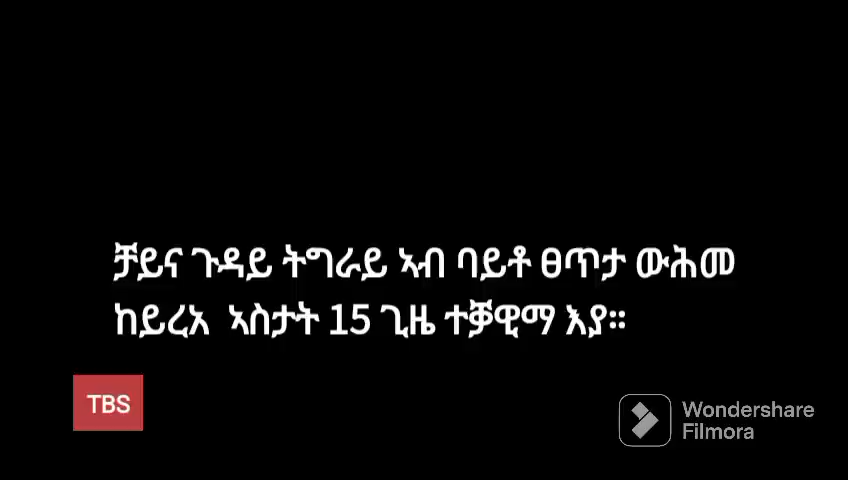 ቻይና ጉዳይ ትግራይ ኣብ ባይቶ ፀጥታ ውሕመ
ከይረአ ኣስታት 15 ጊዜ ተቓዊማ እያ።
TBS
Wondershare
Filmora